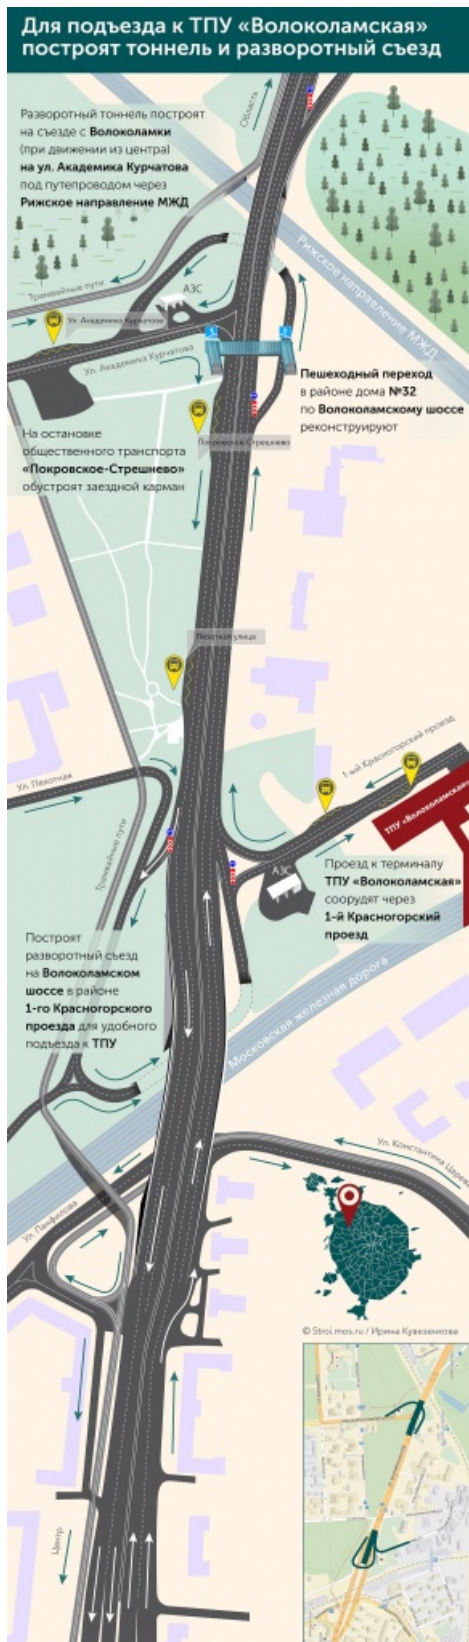 Для подъезда к ТПУ «Волоколамская»
построят тоннель и разворотный съезд
Область
Разворотный тоннель построят
на съезде с Волоколамки
(при движении из центра)
на ул. Академика Курчатова
под путепроводом через
Рижское направление МЖД
Рижское направление МЖД
Трамвайные пути
АЗС
Ул. Академика Курчатова
Ул. Академика Курчатова
Пешеходный переход
в районе дома №32
по Волоколамскому шоссе
реконструируют
На остановке
общественного транспорта
«Покровское-Стрешнево»
обустроят заездной карман
Покровское-Стрешнево
Пехотная улица
1-ый Красногорский проезд
Ул. Пехотная
ТПУ «Волоколамская»
Трамвайные пути
АЗС
Проезд к терминалу
ТПУ «Волоколамская»
соорудят через
1-й Красногорский
проезд
Построят
разворотный съезд
на Волоколамском
шоссе в районе
1-го Красногорского
проезда для удобного
подъезда к ТПУ
Московская железная дорога
Ул. Константина Царева
Ул. Панфилова
© Stroi.mos.ru / Ирина Кувезенкова
Центр